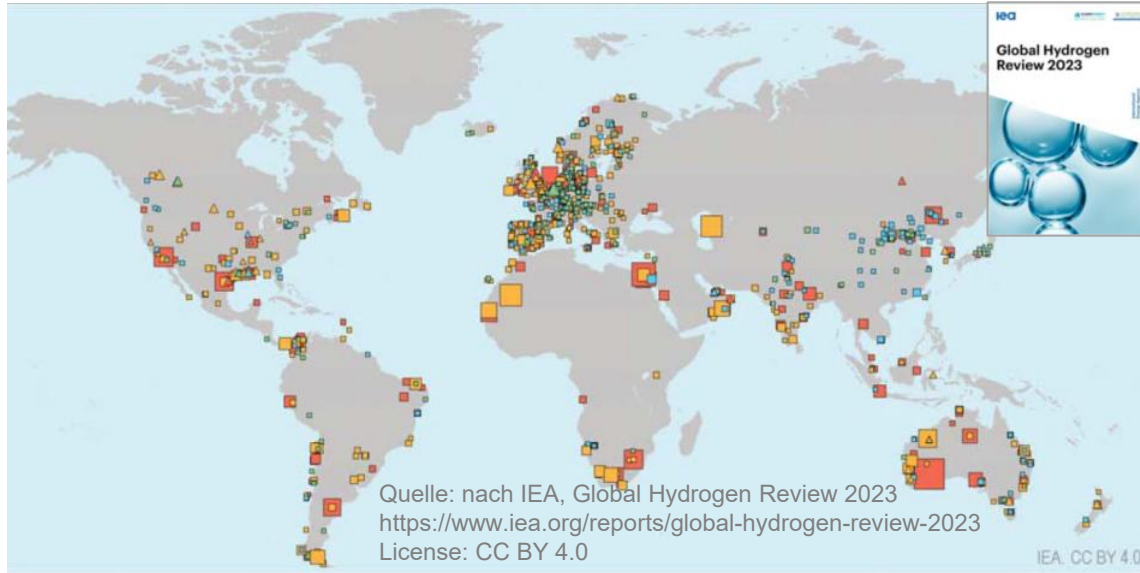 iea
Global Hydrogen
Review 2023
Quelle: nach IEA, Global Hydrogen Review 2023
https://www.iea.org/reports/global-hydrogen-review-2023
License: CC BY 4.0
IEA. CC BY 4.0